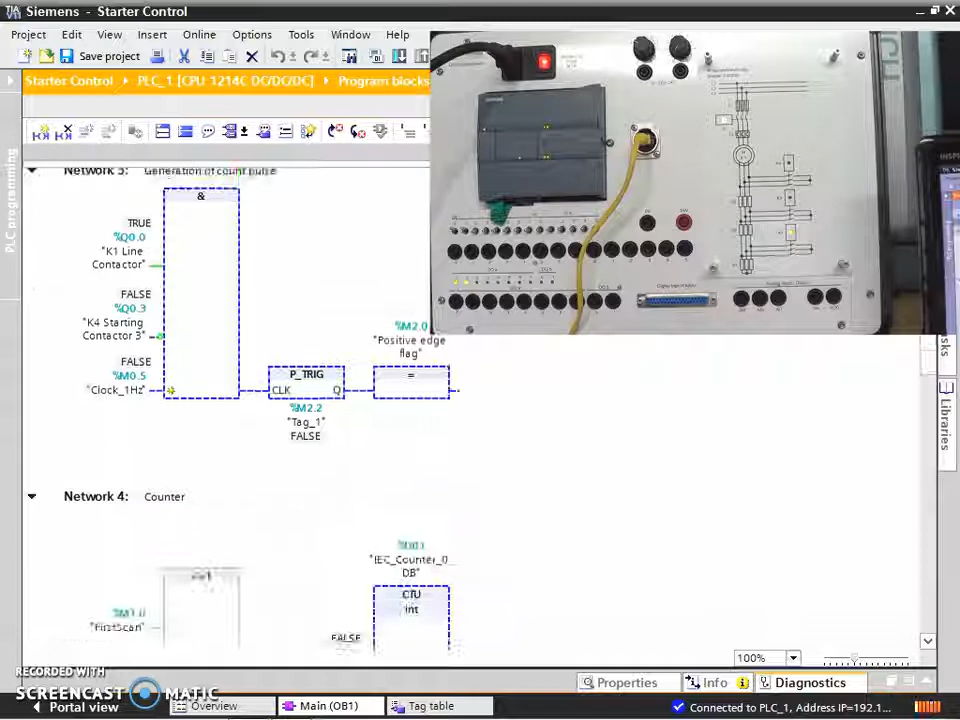 TIA
V11
Siemens - Starter Control
Project Edit View Insert Online Options Tools Window Help
Save project
Starter Control PLC_1 [CPU 1214C DC/DC/DC] Program blocks
PLC programming
Network 3: Generation of count pulse
&
TRUE
%Q0.0
"K1 Line
Contactor"
FALSE
%Q0.3
"K4 Starting
Contactor 3"
FALSE
%M0.5
"Clock_1Hz"
P_TRIG
CLK Q
%M2.2
"Tag_1"
FALSE
%M2.0
"Positive edge
flag"
=
Network 4: Counter
"IEC_Counter_0_
DB"
CTU
Int
"FirstScan"
FALSE
Libraries
100%
Properties Info Diagnostics
RECORDED WITH
SCREENCAST MATIC
Portal view Overview Main (OB1) Tag table Connected to PLC_1, Address IP=192.1...